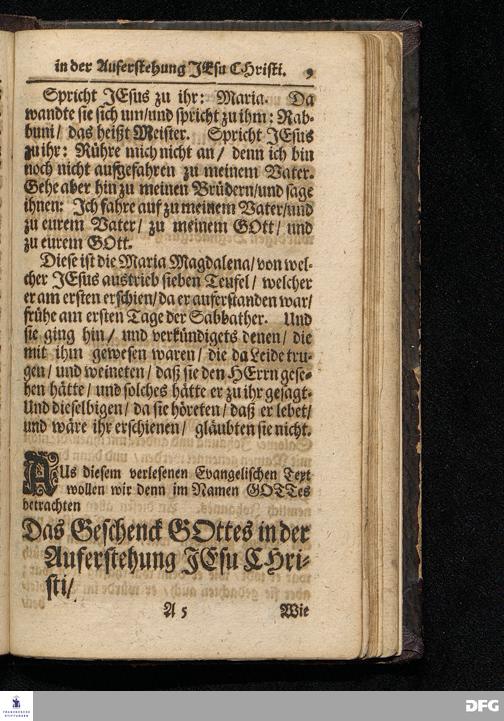 in der Auferstehung JEsu CHristi. 9
Spricht JEsus zu ihr: Maria. Da
wandte sie sich um/und spricht zu ihm: Rab-
buni/ das heißt Meister. Spricht JEsus
zu ihr: Rühre mich nicht an/ denn ich bin
noch nicht aufgefahren zu meinem Vater.
Gehe aber hin zu meinen Brüdern/und sage
ihnen: Ich fahre auf zu meinem Vater/und
zu eurem Vater/ zu meinem GOtt/ und
zu eurem GOtt.
Diese ist die Maria Magdalena/ von wel-
cher JEsus austrieb sieben Teufel/ welcher
er am ersten erschien/da er auferstanden war/
frühe am ersten Tage der Sabbather. Und
sie ging hin/ und verkündigets denen/ die
mit ihm gewesen waren/ die da Leide tru-
gen/ und weineten/ daß sie den HErrn gese-
hen hätte/ und solches hätte er zu ihr gesagt.
Und dieselbigen/ da sie höreten/ daß er lebet/
und wäre ihr erschienen/ gläubten sie nicht.
AUs diesem verlesenen Evangelischen Text
wollen wir denn im Namen GOTTes
betrachten
Das Geschenck GOttes in der
Auferstehung JEsu CHri-
sti/
A 5 Wie
FRANCKESCHE
STIFTUNGEN
DFG